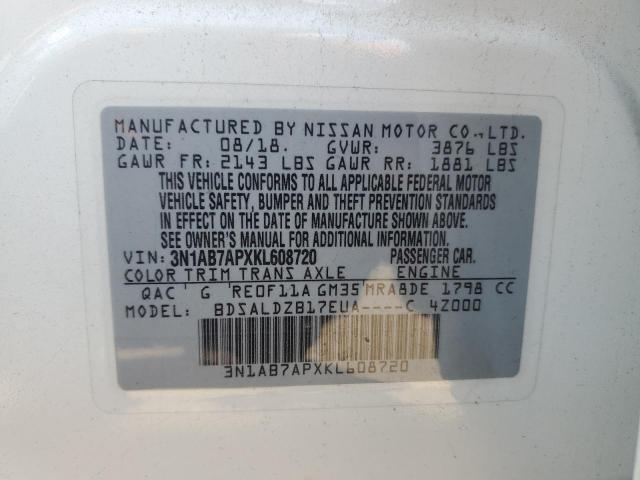 MANUFACTURED BY NISSAN MOTOR CO.,LTD.
DATE: 08/18. GVWR: 3876 LBS
GAWR FR: 2143 LBS GAWR RR: 1881 LBS
THIS VEHICLE CONFORMS TO ALL APPLICABLE FEDERAL MOTOR
VEHICLE SAFETY, BUMPER AND THEFT PREVENTION STANDARDS
IN EFFECT ON THE DATE OF MANUFACTURE SHOWN ABOVE.
SEE OWNER'S MANUAL FOR ADDITIONAL INFORMATION.
VIN: 3N1AB7APXKL608720 PASSENGER CAR.
COLOR TRIM TRANS AXLE ENGINE
QAC G RE0F11A GM35 MRA8DE 1798 CC
MODEL: BDSALDZB17EUA----C 4Z000
3N1AB7APXKL608720